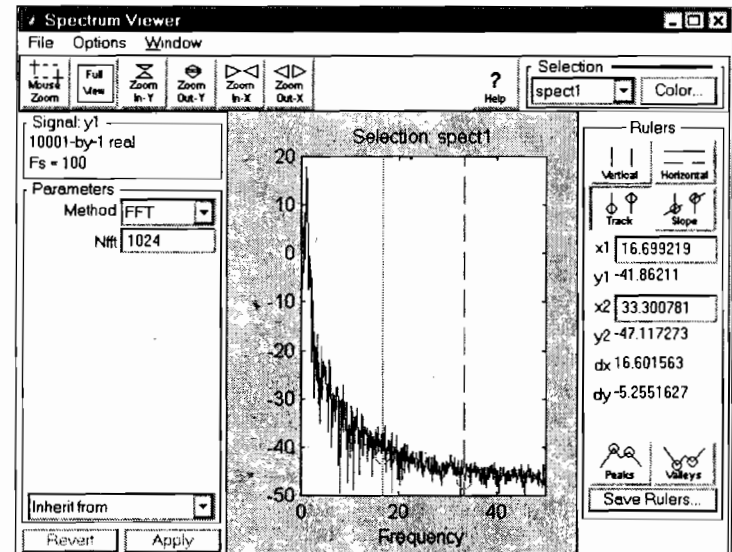 Spectrum Viewer
File Options Window
Mouse Zoom
Full View
Zoom In-Y
Zoom Out-Y
Zoom In-X
Zoom Out-X
? Help
Selection
spect1
Color...
Signal: y1
10001-by-1 real
Fs = 100
Parameters
Method FFT
Nfft 1024
Inherit from
Revert Apply
Selection: spect1
20
10
0
-10
-20
-30
-40
-50
0 20 40
Frequency
Rulers
Vertical Horizontal
Track Slope
x1 16.699219
y1 -41.86211
x2 33.300781
y2 -47.117273
dx 16.601563
dy -5.2551627
Peaks Valleys
Save Rulers...